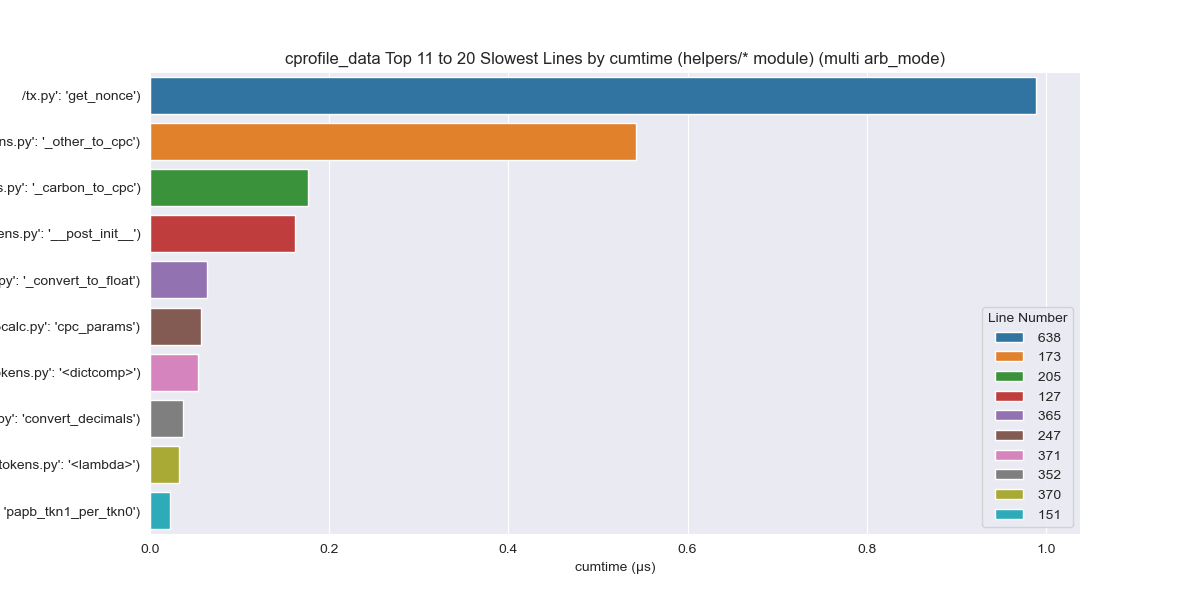 cprofile_data Top 11 to 20 Slowest Lines by cumtime (helpers/* module) (multi arb_mode)
/tx.py': 'get_nonce')
ns.py': '_other_to_cpc')
s.py': '_carbon_to_cpc')
ens.py': '__post_init__')
py': '_convert_to_float')
calc.py': 'cpc_params')
kens.py': '<dictcomp>')
py': 'convert_decimals')
tokens.py': '<lambda>')
'papb_tkn1_per_tkn0')
Line Number
638
173
205
127
365
247
371
352
370
151
0.0 0.2 0.4 0.6 0.8 1.0
cumtime (µs)